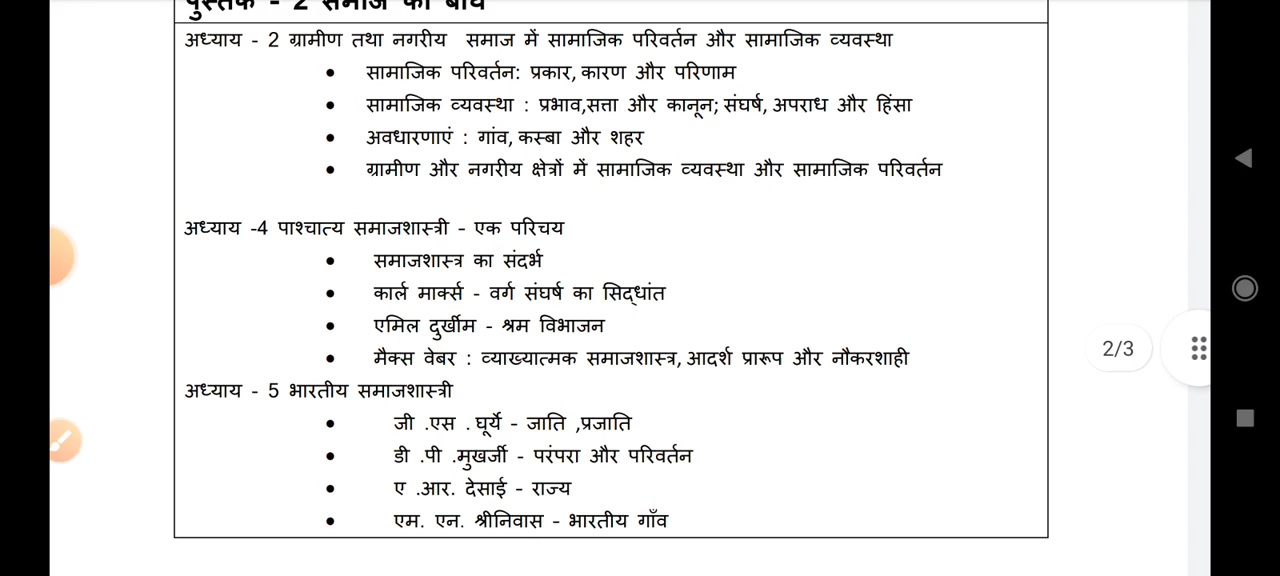 पुस्तक - 2 समाज का बोध
अध्याय - 2 ग्रामीण तथा नगरीय समाज में सामाजिक परिवर्तन और सामाजिक व्यवस्था
• सामाजिक परिवर्तन: प्रकार, कारण और परिणाम
• सामाजिक व्यवस्था : प्रभाव,सत्ता और कानून; संघर्ष, अपराध और हिंसा
• अवधारणाएं : गांव, कस्बा और शहर
• ग्रामीण और नगरीय क्षेत्रों में सामाजिक व्यवस्था और सामाजिक परिवर्तन
अध्याय -4 पाश्चात्य समाजशास्त्री - एक परिचय
• समाजशास्त्र का संदर्भ
• कार्ल मार्क्स - वर्ग संघर्ष का सिद्धांत
• एमिल दुर्खीम - श्रम विभाजन
• मैक्स वेबर : व्याख्यात्मक समाजशास्त्र, आदर्श प्रारूप और नौकरशाही
2/3
अध्याय - 5 भारतीय समाजशास्त्री
• जी .एस . घूर्ये - जाति ,प्रजाति
• डी .पी .मुखर्जी - परंपरा और परिवर्तन
• ए .आर. देसाई - राज्य
• एम. एन. श्रीनिवास - भारतीय गाँव